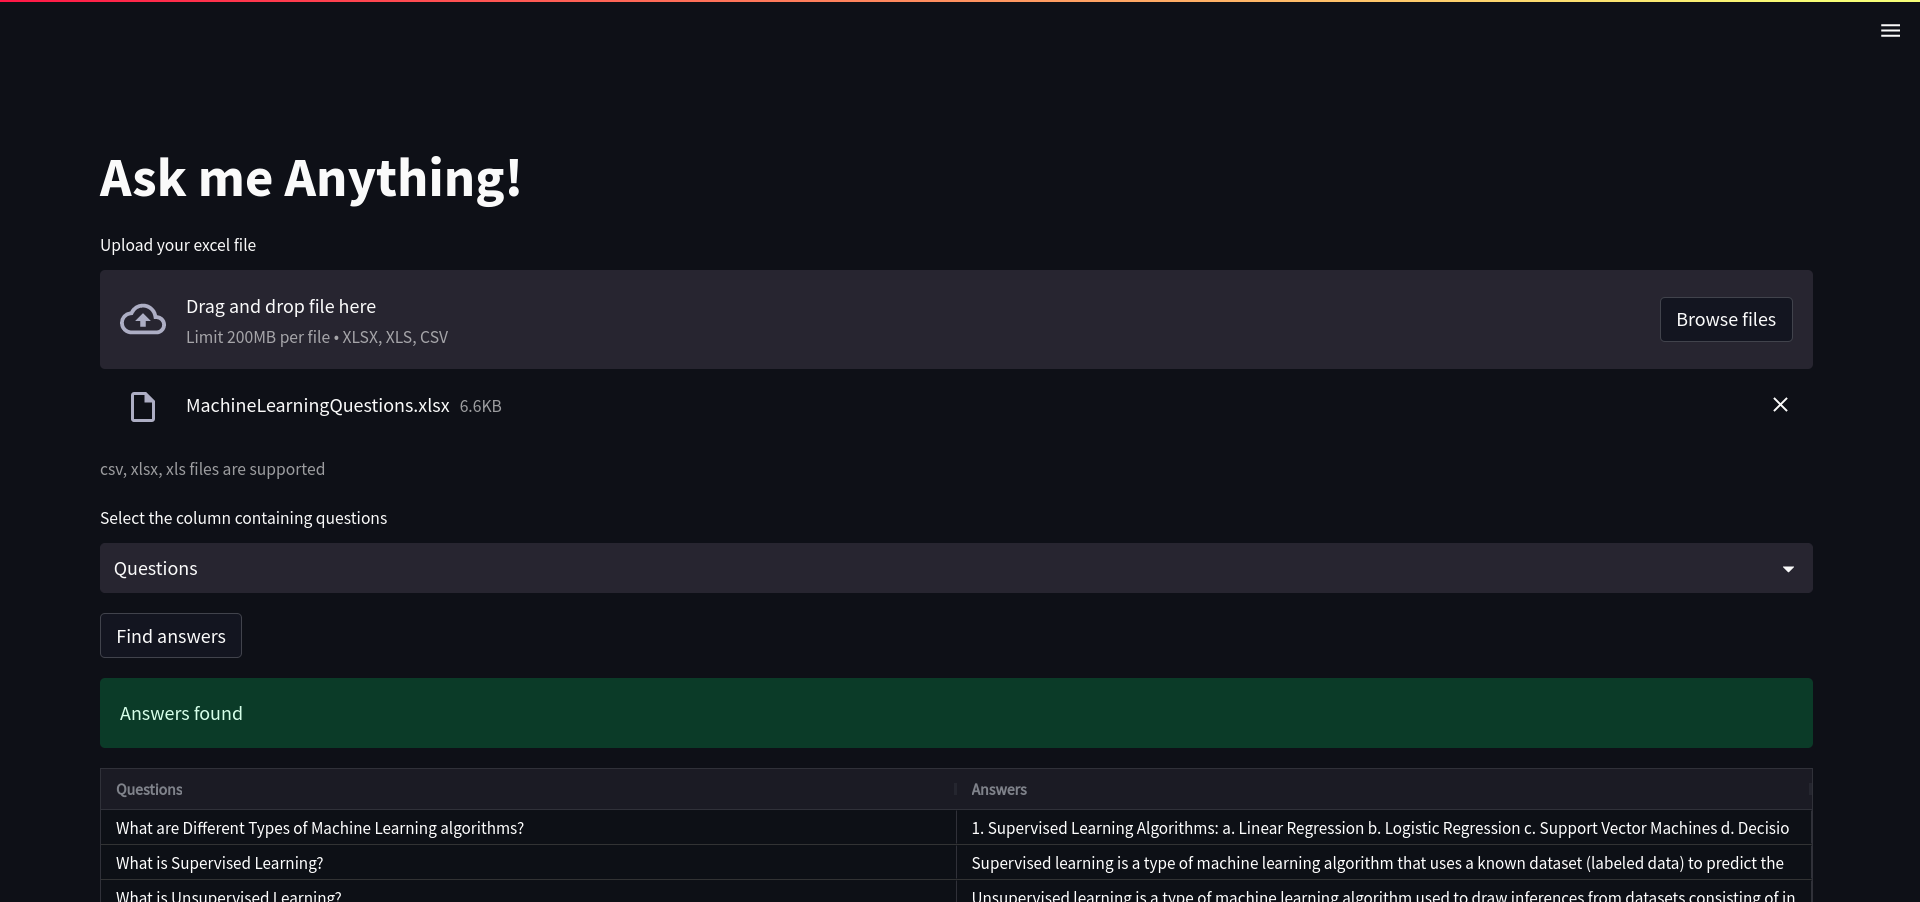 Ask me Anything!
Upload your excel file
Drag and drop file here
Limit 200MB per file • XLSX, XLS, CSV
Browse files
MachineLearningQuestions.xlsx 6.6KB
csv, xlsx, xls files are supported
Select the column containing questions
Questions
Find answers
Answers found
Questions Answers
What are Different Types of Machine Learning algorithms? 1. Supervised Learning Algorithms: a. Linear Regression b. Logistic Regression c. Support Vector Machines d. Decisio
What is Supervised Learning? Supervised learning is a type of machine learning algorithm that uses a known dataset (labeled data) to predict the
What is Unsupervised Learning? Unsupervised learning is a type of machine learning algorithm used to draw inferences from datasets consisting of in